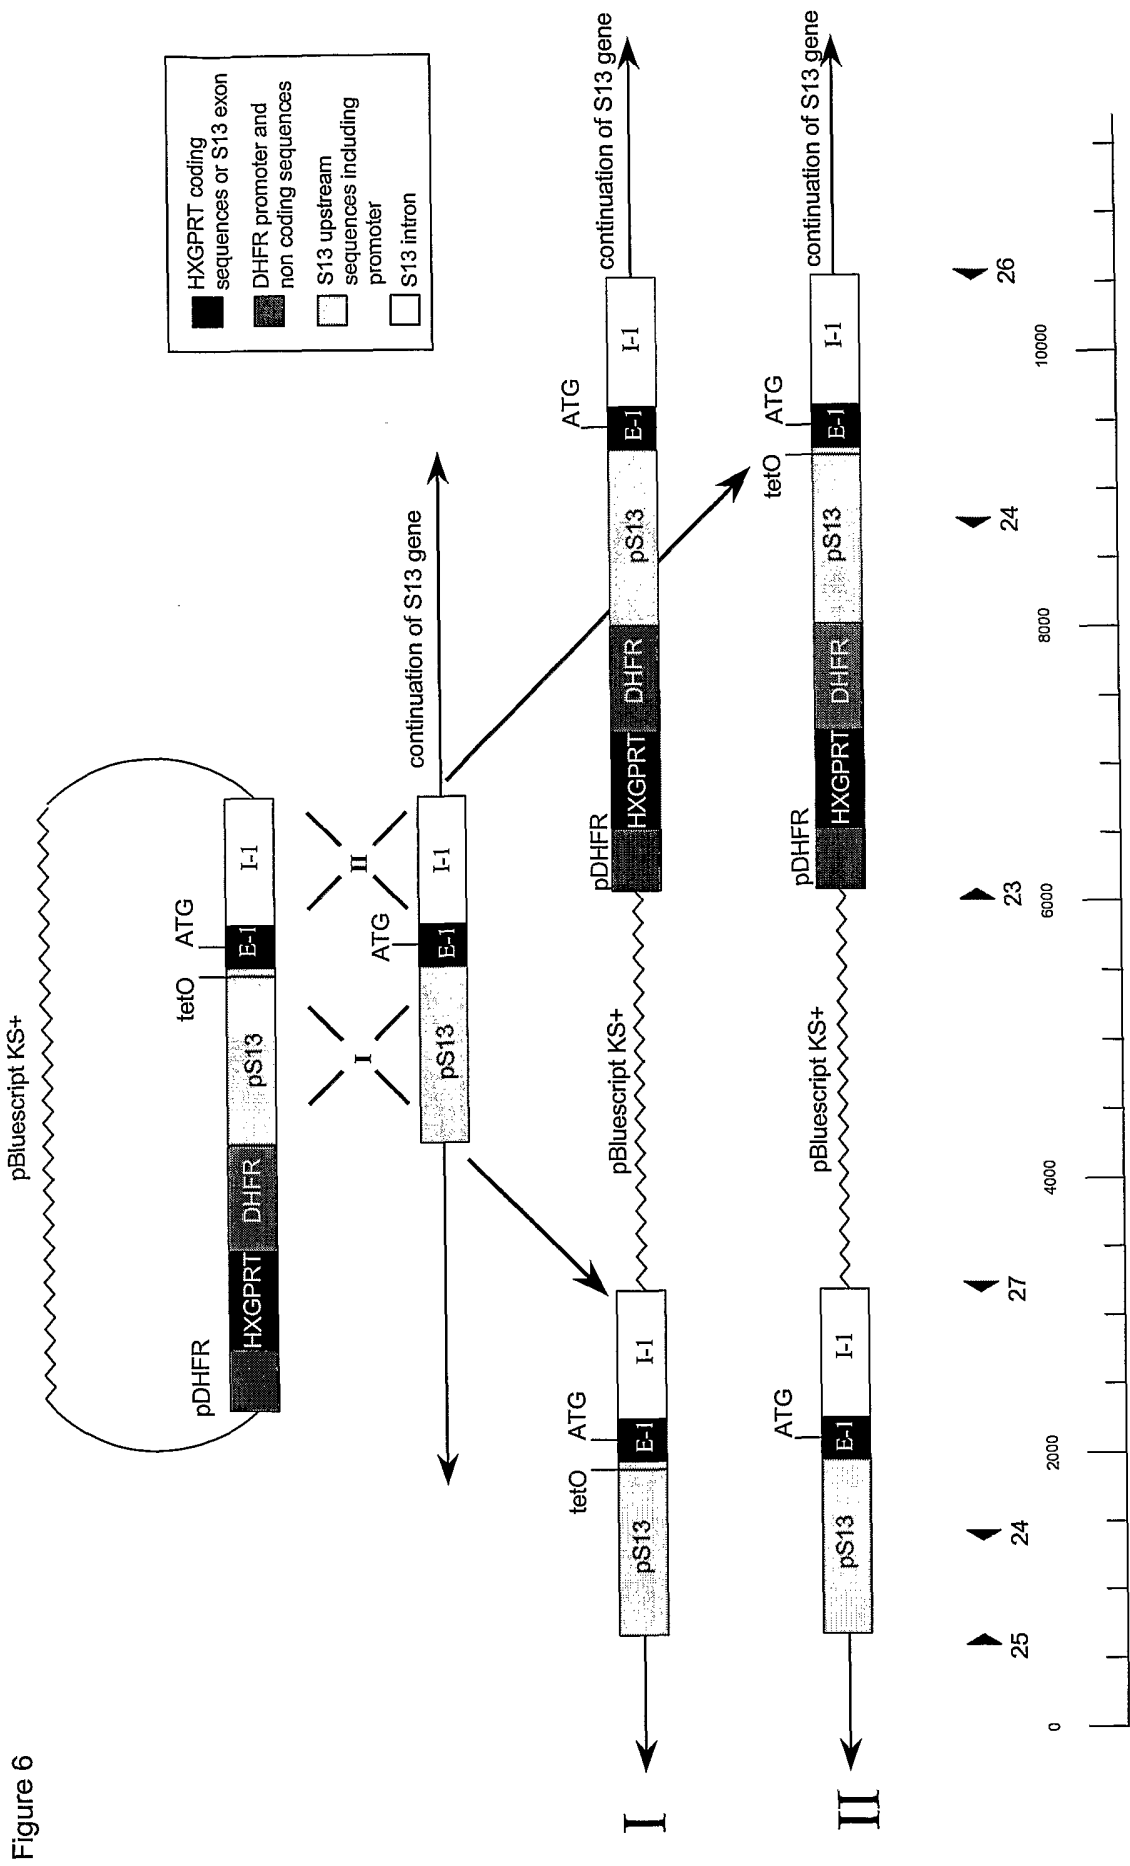 Figure 6
pBluescript KS+
HXGPRT coding
sequences or S13 exon
DHFR promoter and
non coding sequences
S13 upstream
sequences including
promoter
S13 intron
pDHFR
HXGPRT
DHFR
pS13
tetO
ATG
E-1
I-1
I
II
pS13
ATG
E-1
I-1
continuation of S13 gene
I
pS13
tetO
ATG
E-1
I-1
pBluescript KS+
pDHFR
HXGPRT
DHFR
pS13
ATG
E-1
I-1
continuation of S13 gene
II
pS13
ATG
E-1
I-1
pBluescript KS+
pDHFR
HXGPRT
DHFR
pS13
tetO
ATG
E-1
I-1
continuation of S13 gene
25
24
27
23
24
26
0
2000
4000
6000
8000
10000